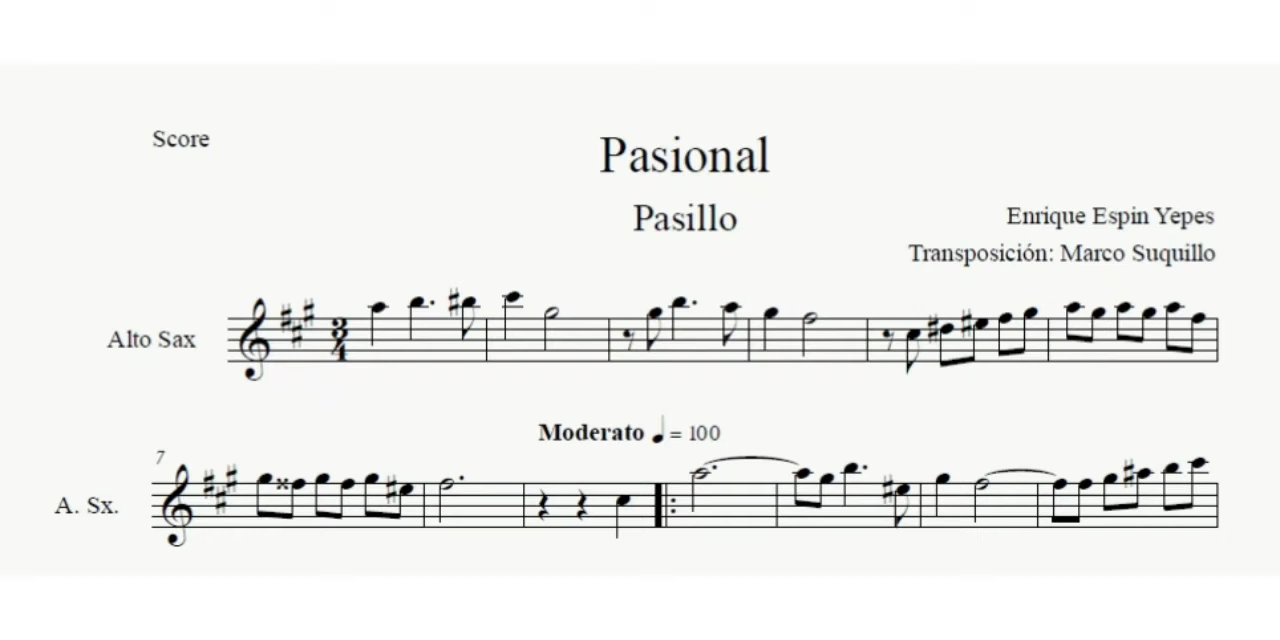 Score
Pasional
Pasillo
Enrique Espin Yepes
Transposición: Marco Suquillo
Alto Sax
3
4
Moderato ♩ = 100
7
A. Sx.